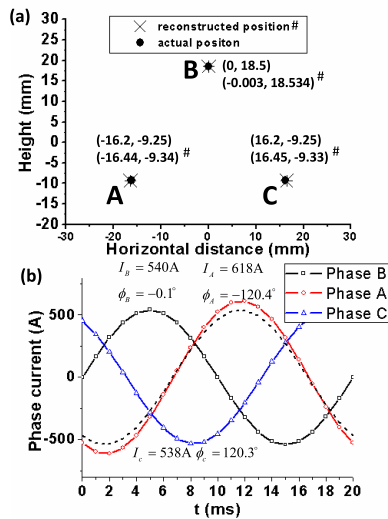 (a)
reconstructed position#
actual positon
B
(0, 18.5)
(-0.003, 18.534) #
(-16.2, -9.25)
(-16.44, -9.34) #
A
(16.2, -9.25)
(16.45, -9.33) #
C
Height (mm)
30
25
20
15
10
5
0
-5
-10
-15
-20
-30 -20 -10 0 10 20 30
Horizontal distance (mm)
(b)
I_B = 540A I_A = 618A
ϕ_B = −0.1° ϕ_A = −120.4°
Phase B
Phase A
Phase C
Phase current (A)
500
0
-500
I_c = 538A ϕ_c = 120.3°
0 2 4 6 8 10 12 14 16 18 20
t (ms)